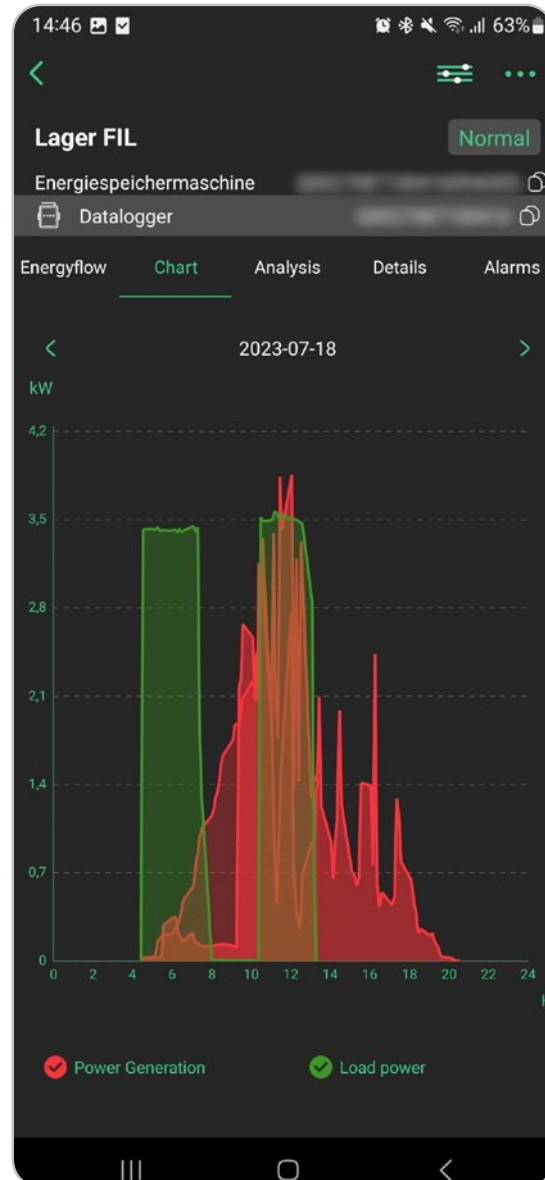 14:46 63%
Lager FIL Normal
Energiespeichermaschine
Datalogger
Energyflow Chart Analysis Details Alarms
2023-07-18
kW
4,2
3,5
2,8
2,1
1,4
0,7
0
0 2 4 6 8 10 12 14 16 18 20 22 24
Power Generation Load power